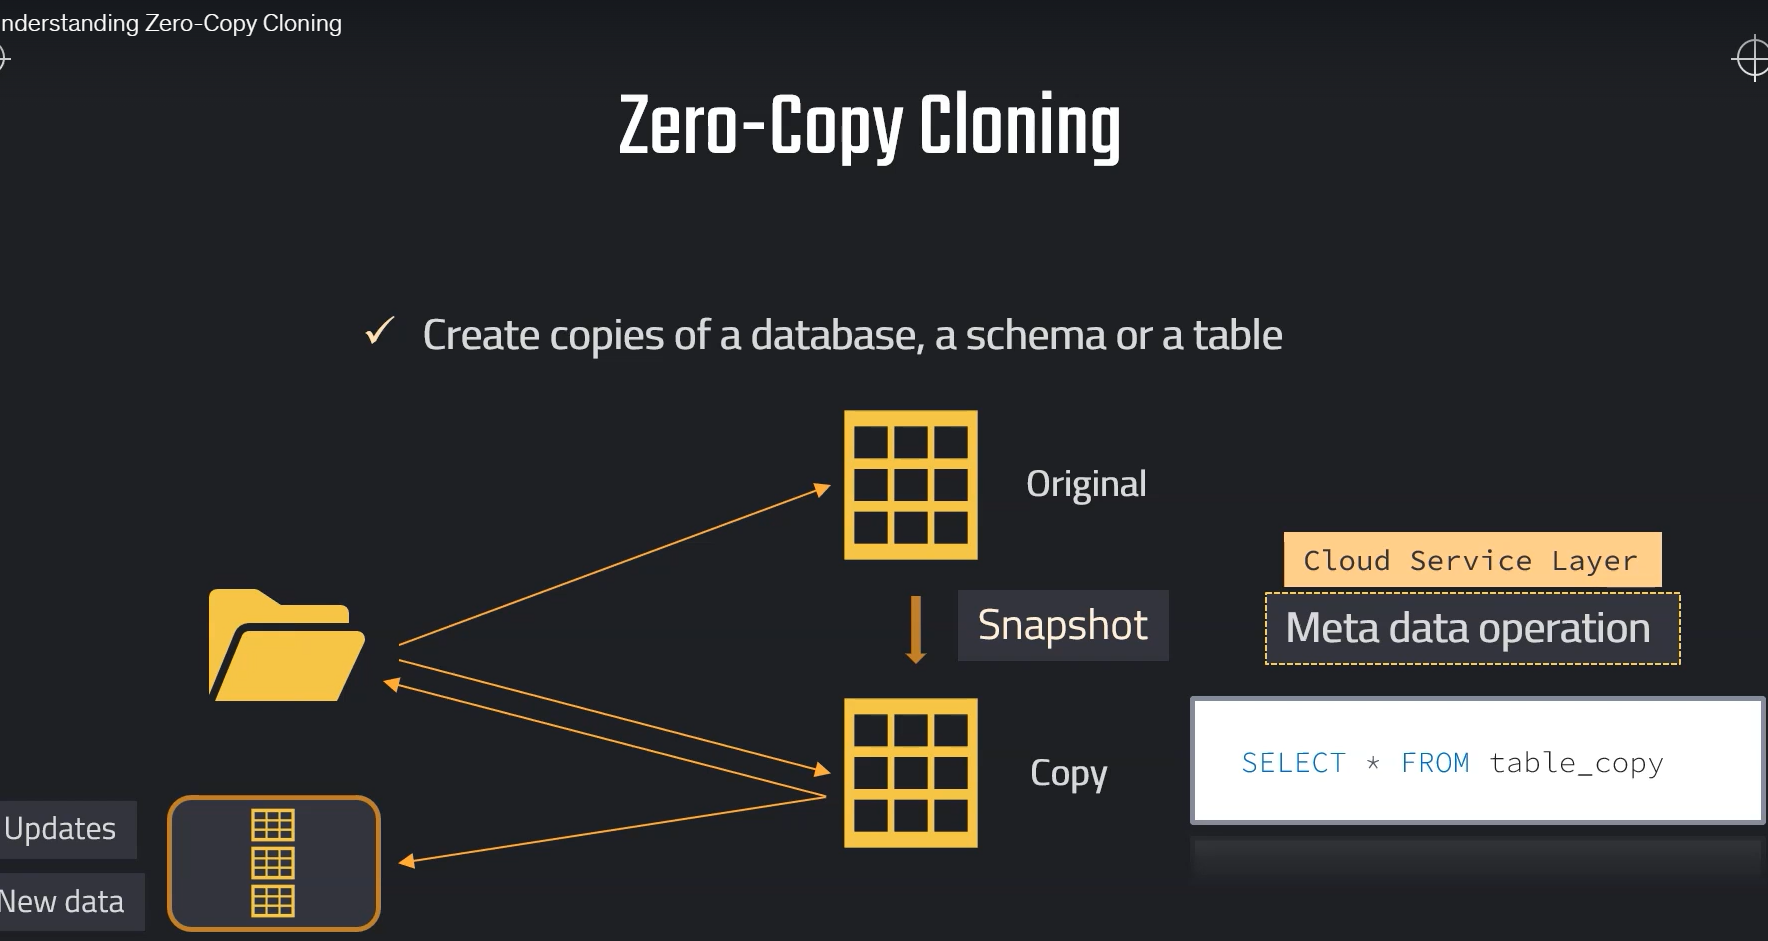 nderstanding Zero-Copy Cloning
Zero-Copy Cloning
✓ Create copies of a database, a schema or a table
Original
Cloud Service Layer
Snapshot
Meta data operation
Copy
SELECT * FROM table_copy
Updates
New data